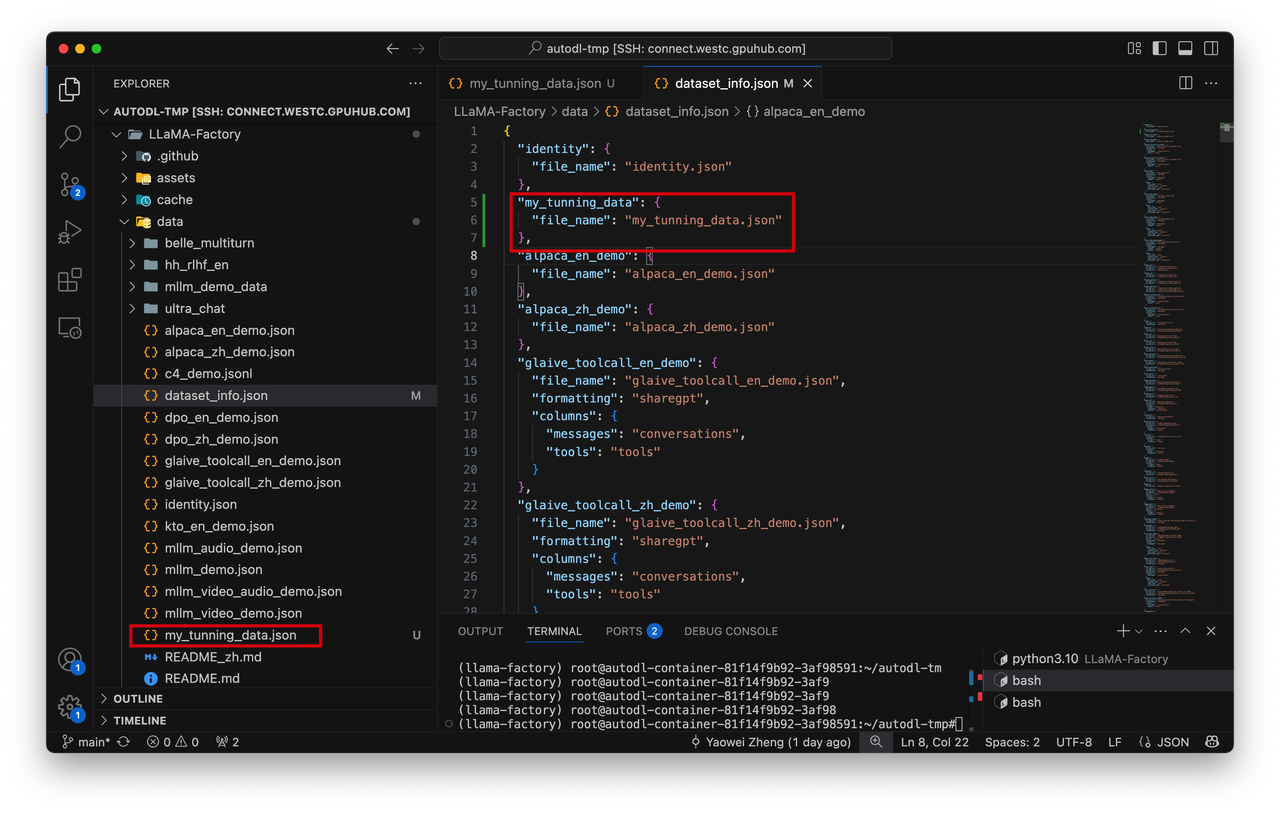 autodl-tmp [SSH: connect.westc.gpuhub.com]
EXPLORER
AUTODL-TMP [SSH: CONNECT.WESTC.GPUHUB.COM]
LLaMA-Factory
.github
assets
cache
data
belle_multiturn
hh_rlhf_en
mllm_demo_data
ultra_chat
alpaca_en_demo.json
alpaca_zh_demo.json
c4_demo.jsonl
dataset_info.json M
dpo_en_demo.json
dpo_zh_demo.json
glaive_toolcall_en_demo.json
glaive_toolcall_zh_demo.json
identity.json
kto_en_demo.json
mllm_audio_demo.json
mllm_demo.json
mllm_video_audio_demo.json
mllm_video_demo.json
my_tunning_data.json U
README_zh.md
README.md
OUTLINE
TIMELINE
2
1
1
my_tunning_data.json U
dataset_info.json M
LLaMA-Factory > data > {} dataset_info.json > {} alpaca_en_demo
1 {
2 "identity": {
3 "file_name": "identity.json"
4 },
5 "my_tunning_data": {
6 "file_name": "my_tunning_data.json"
7 },
8 "alpaca_en_demo": {
9 "file_name": "alpaca_en_demo.json"
10 },
11 "alpaca_zh_demo": {
12 "file_name": "alpaca_zh_demo.json"
13 },
14 "glaive_toolcall_en_demo": {
15 "file_name": "glaive_toolcall_en_demo.json",
16 "formatting": "sharegpt",
17 "columns": {
18 "messages": "conversations",
19 "tools": "tools"
20 }
21 },
22 "glaive_toolcall_zh_demo": {
23 "file_name": "glaive_toolcall_zh_demo.json",
24 "formatting": "sharegpt",
25 "columns": {
26 "messages": "conversations",
27 "tools": "tools"
28 }
OUTPUT TERMINAL PORTS 2 DEBUG CONSOLE
(llama-factory) root@autodl-container-81f14f9b92-3af98591:~/autodl-tm
(llama-factory) root@autodl-container-81f14f9b92-3af9
(llama-factory) root@autodl-container-81f14f9b92-3af9
(llama-factory) root@autodl-container-81f14f9b92-3af98
(llama-factory) root@autodl-container-81f14f9b92-3af98591:~/autodl-tmp#
python3.10 LLaMA-Factory
bash
bash
main* 0 0 2 Yaowei Zheng (1 day ago) Ln 8, Col 22 Spaces: 2 UTF-8 LF {} JSON